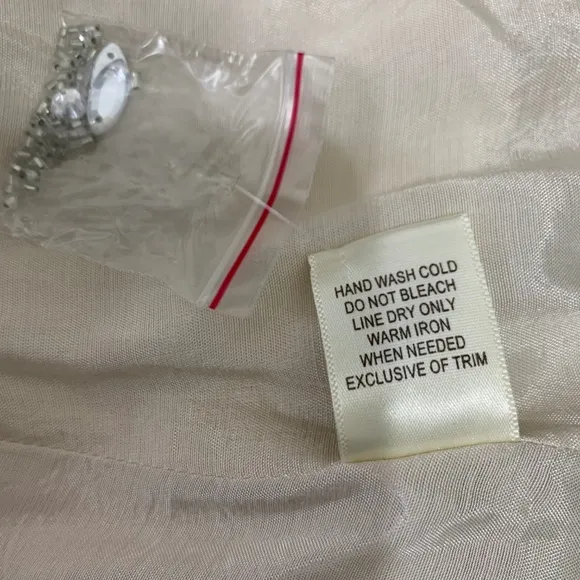 HAND WASH COLD
DO NOT BLEACH
LINE DRY ONLY
WARM IRON
WHEN NEEDED
EXCLUSIVE OF TRIM